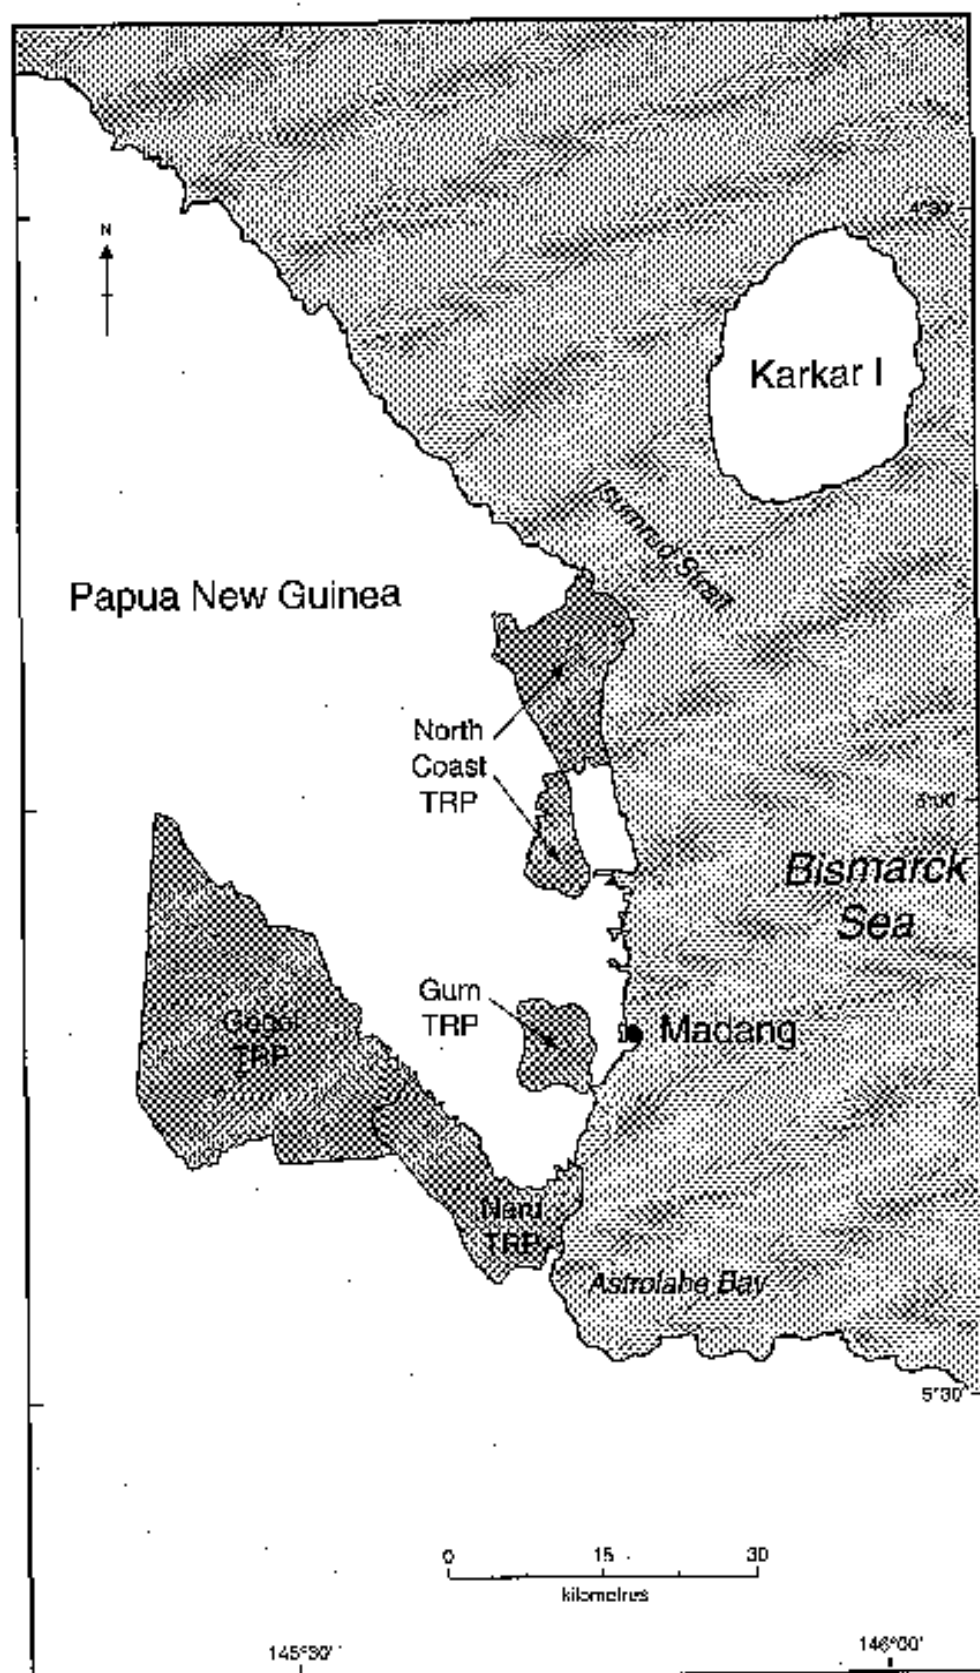 4°30'
N
Karkar I
Isumrud Strait
Papua New Guinea
North
Coast
TRP
5°00'
Bismarck
Sea
Gum
TRP
Madang
Gogol
TRP
Naru
TRP
Astrolabe Bay
5°30'
0 15 30
kilometres
145°30' 146°00'